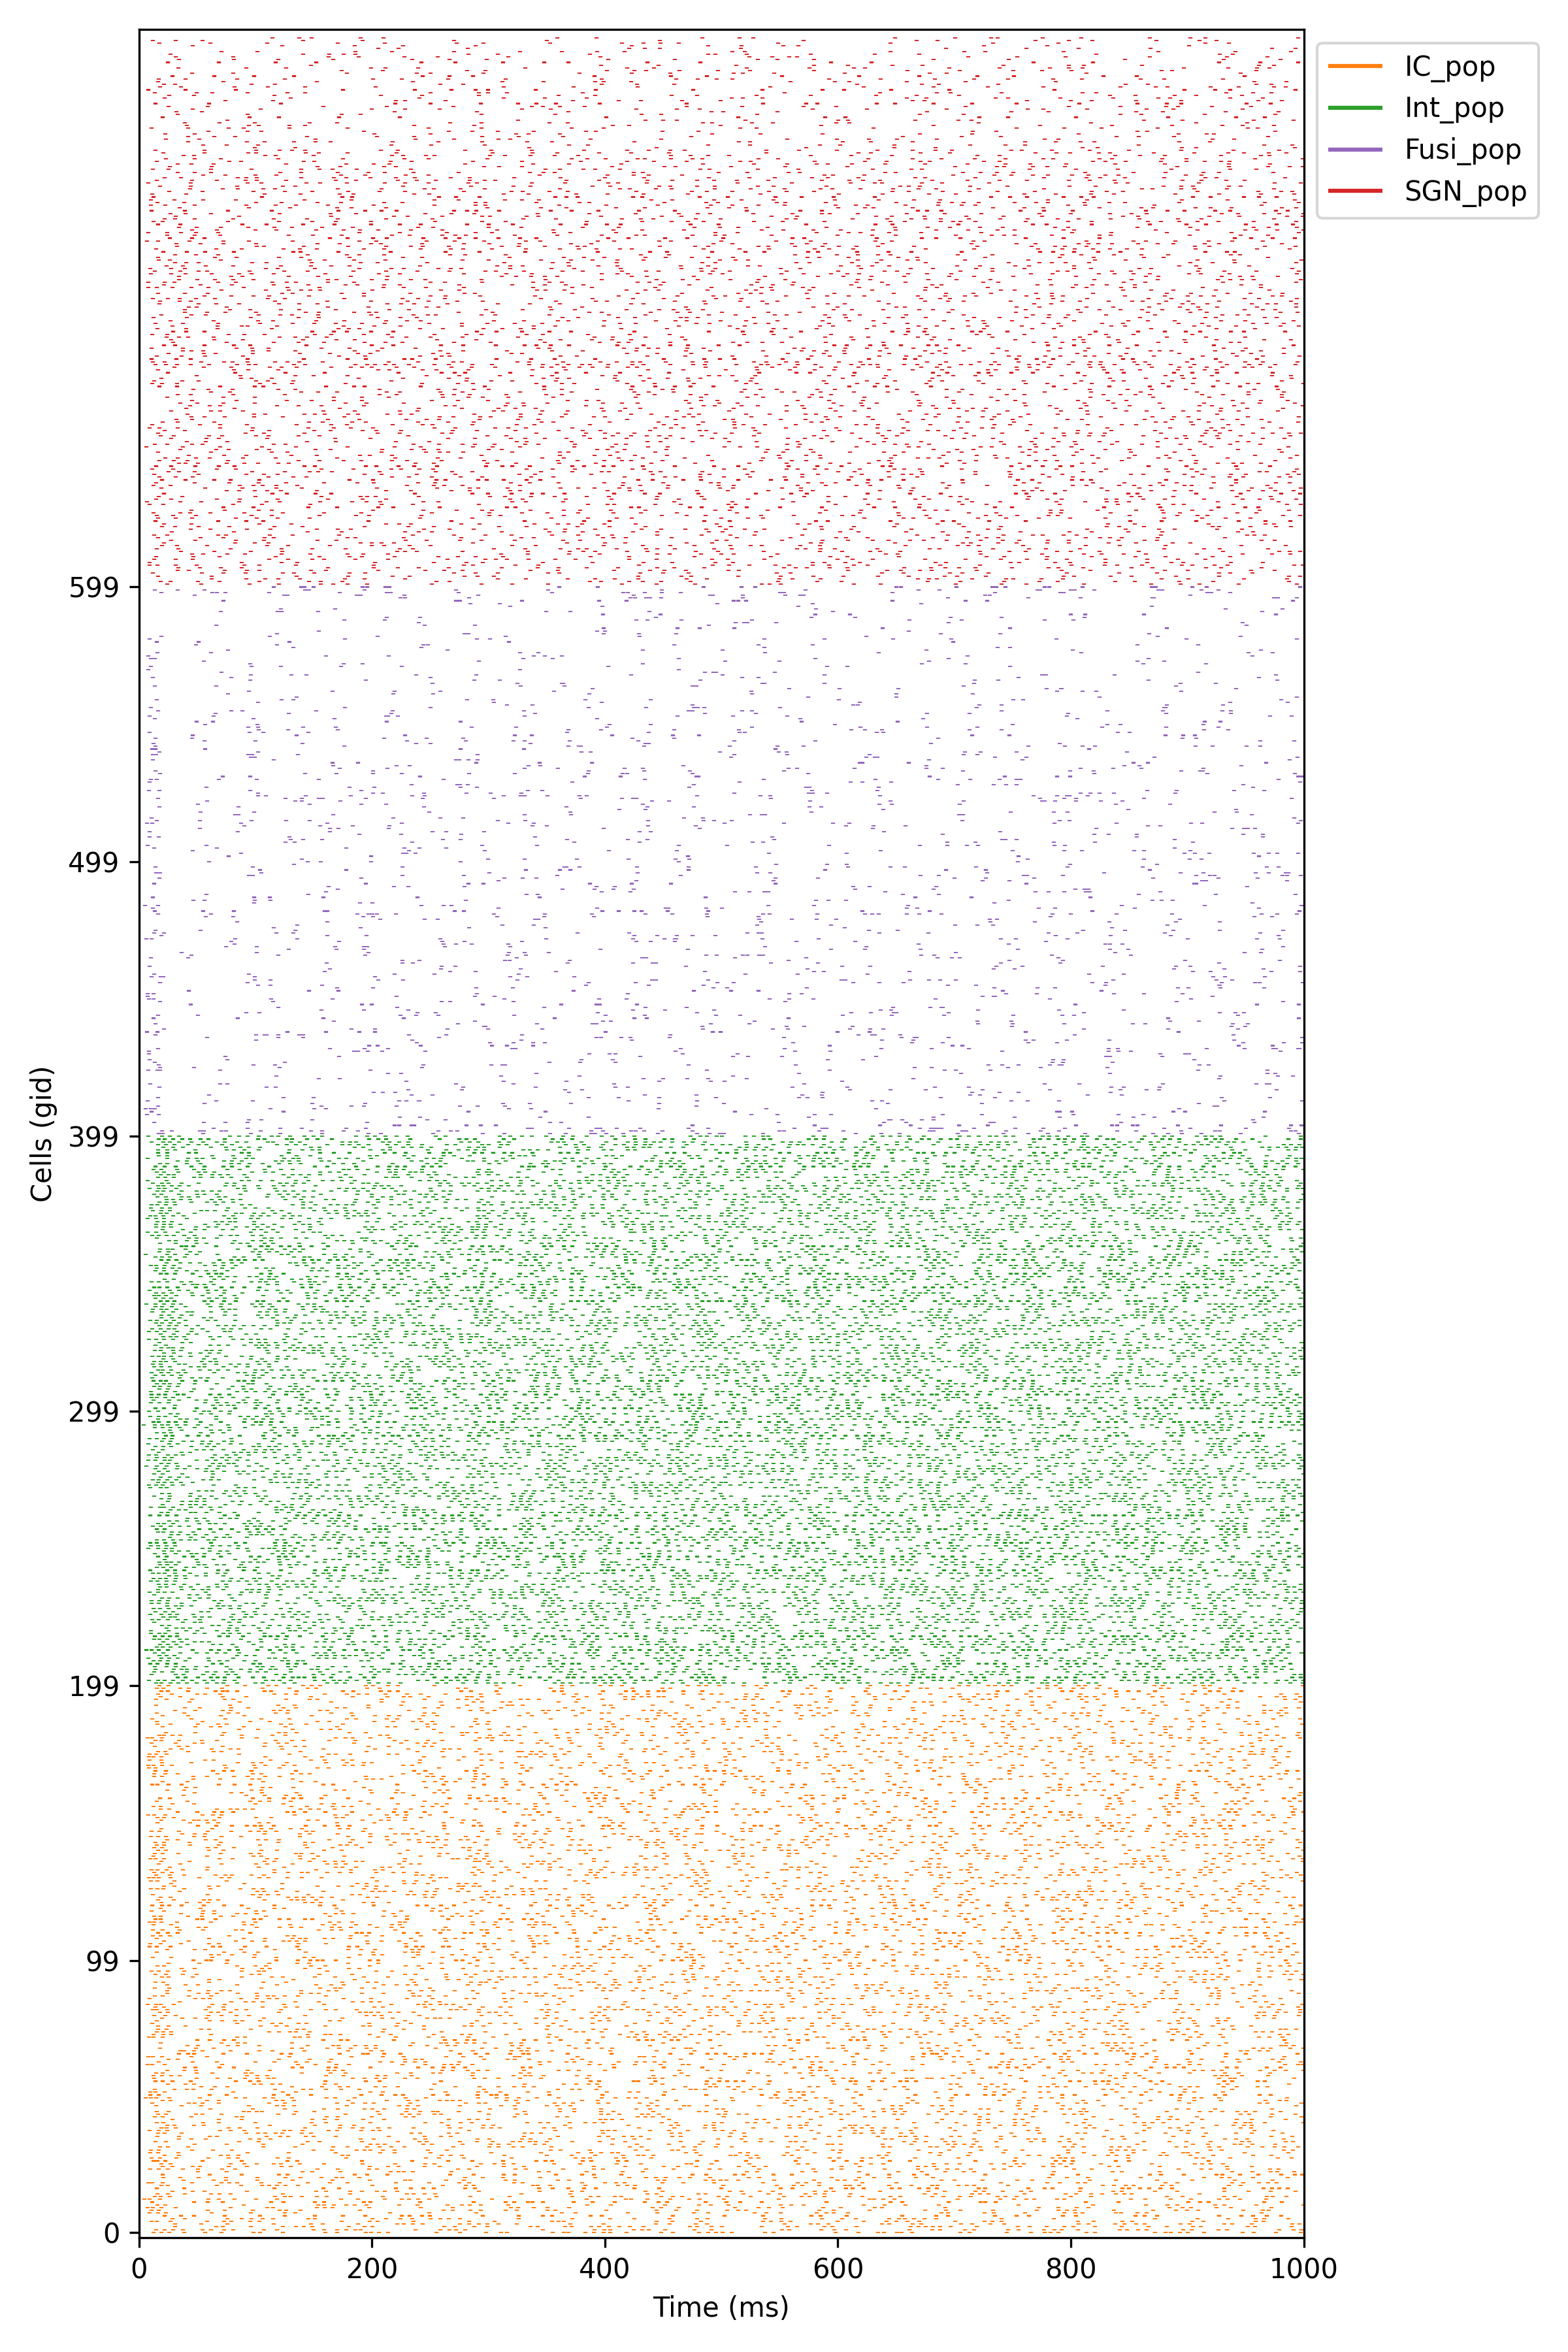 IC_pop
Int_pop
Fusi_pop
SGN_pop
599
499
399
299
199
99
0
Cells (gid)
0 200 400 600 800 1000
Time (ms)